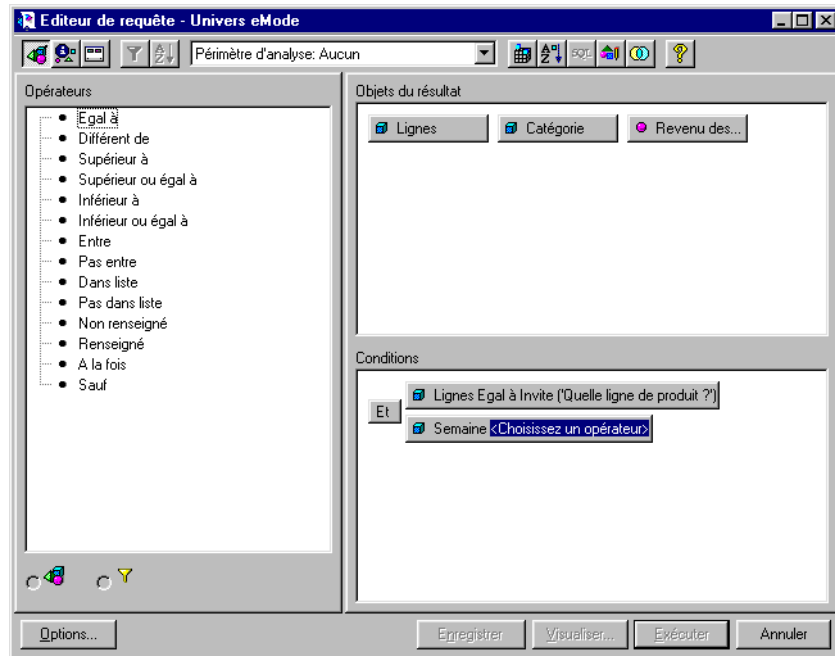 Editeur de requête - Univers eMode
Périmètre d'analyse: Aucun
SQL
Opérateurs
Egal à
Différent de
Supérieur à
Supérieur ou égal à
Inférieur à
Inférieur ou égal à
Entre
Pas entre
Dans liste
Pas dans liste
Non renseigné
Renseigné
A la fois
Sauf
Objets du résultat
Lignes
Catégorie
Revenu des...
Conditions
Et
Lignes Egal à Invite ('Quelle ligne de produit ?')
Semaine <Choisissez un opérateur>
Options...
Enregistrer
Visualiser...
Exécuter
Annuler